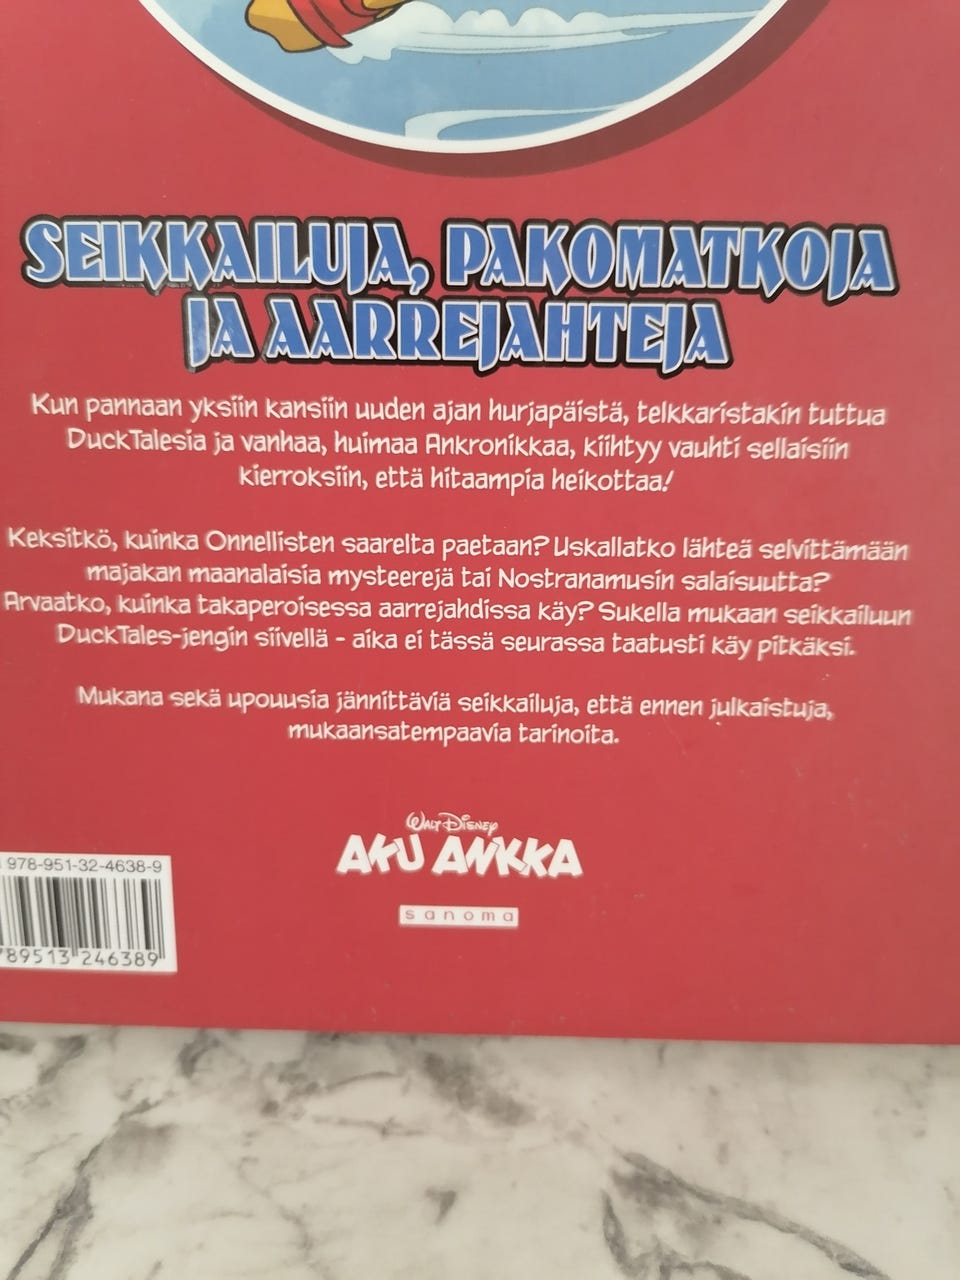 SEIKKAILUJA, PAKOMATKOJA
JA AARREJAHTEJA
Kun pannaan yksiin kansiin uuden ajan hurjapäistä, telkkaristakin tuttua
DuckTalesia ja vanhaa, huimaa Ankronikkaa, kiihtyy vauhti sellaisiin
kierroksiin, että hitaampia heikottaa!
Keksitkö, kuinka Onnellisten saarelta paetaan? Uskallatko lähteä selvittämään
majakan maanalaisia mysteerejä tai Nostranamusin salaisuutta?
Arvaatko, kuinka takaperoisessa aarrejahdissa käy? Sukella mukaan seikkailuun
DuckTales-jengin siivellä - aika ei tässä seurassa taatusti käy pitkäksi.
Mukana sekä upouusia jännittäviä seikkailuja, että ennen julkaistuja,
mukaansatempaavia tarinoita.
Walt Disney
AKU ANKKA
sanoma
978-951-32-4638-9
789513 246389